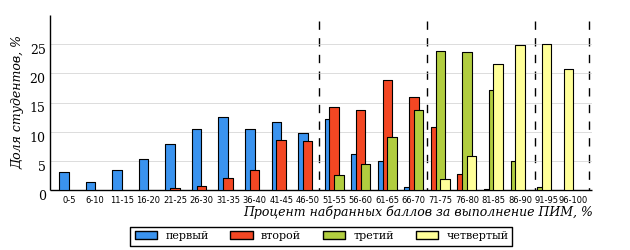 Доля студентов, %
25
20
15
10
5
0
0-5 6-10 11-15 16-20 21-25 26-30 31-35 36-40 41-45 46-50 51-55 56-60 61-65 66-70 71-75 76-80 81-85 86-90 91-95 96-100
Процент набранных баллов за выполнение ПИМ, %
первый второй третий четвертый